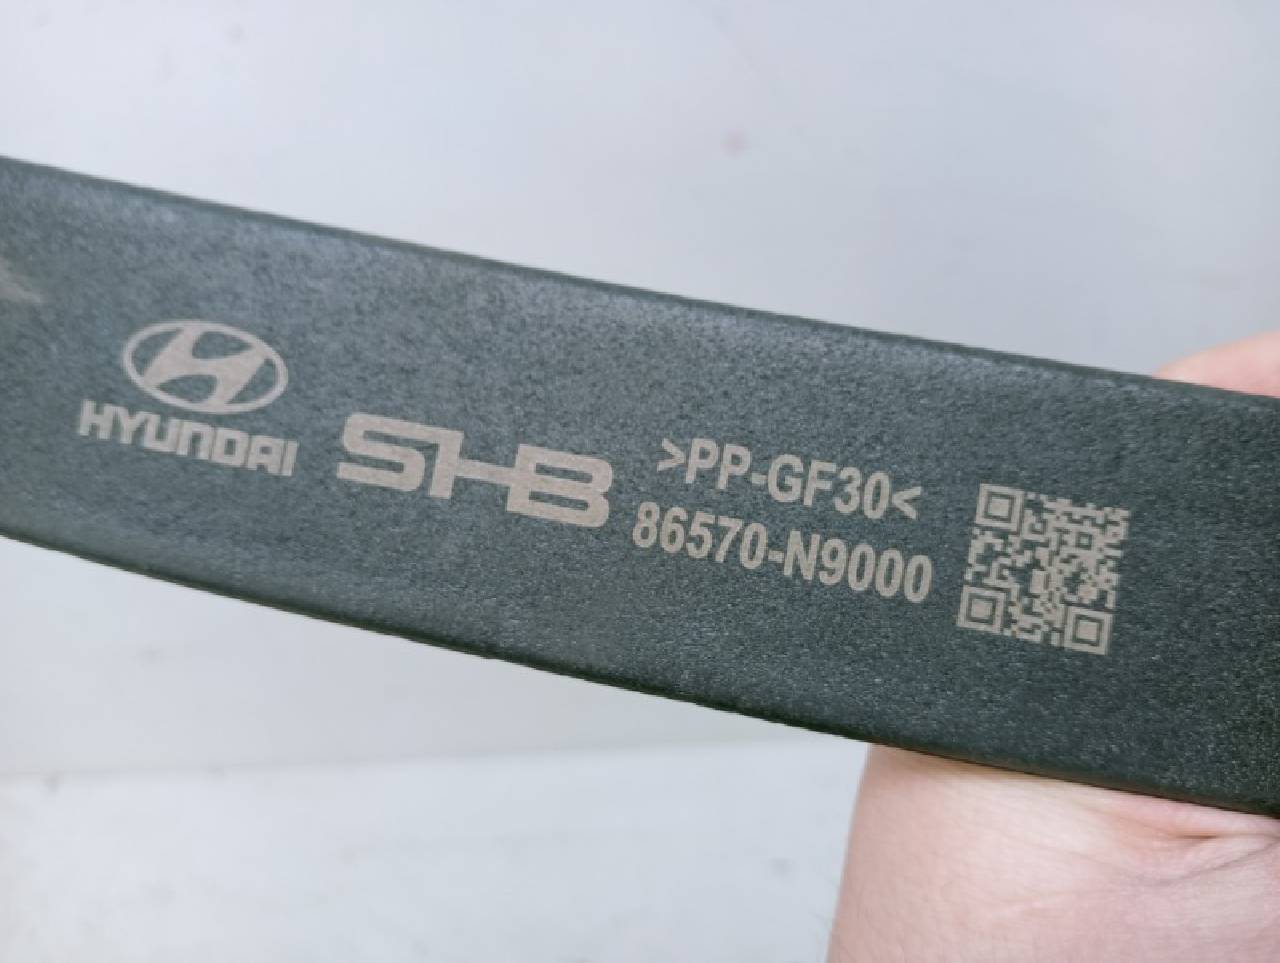 HYUNDAI
SHB
>PP-GF30<
86570-N9000